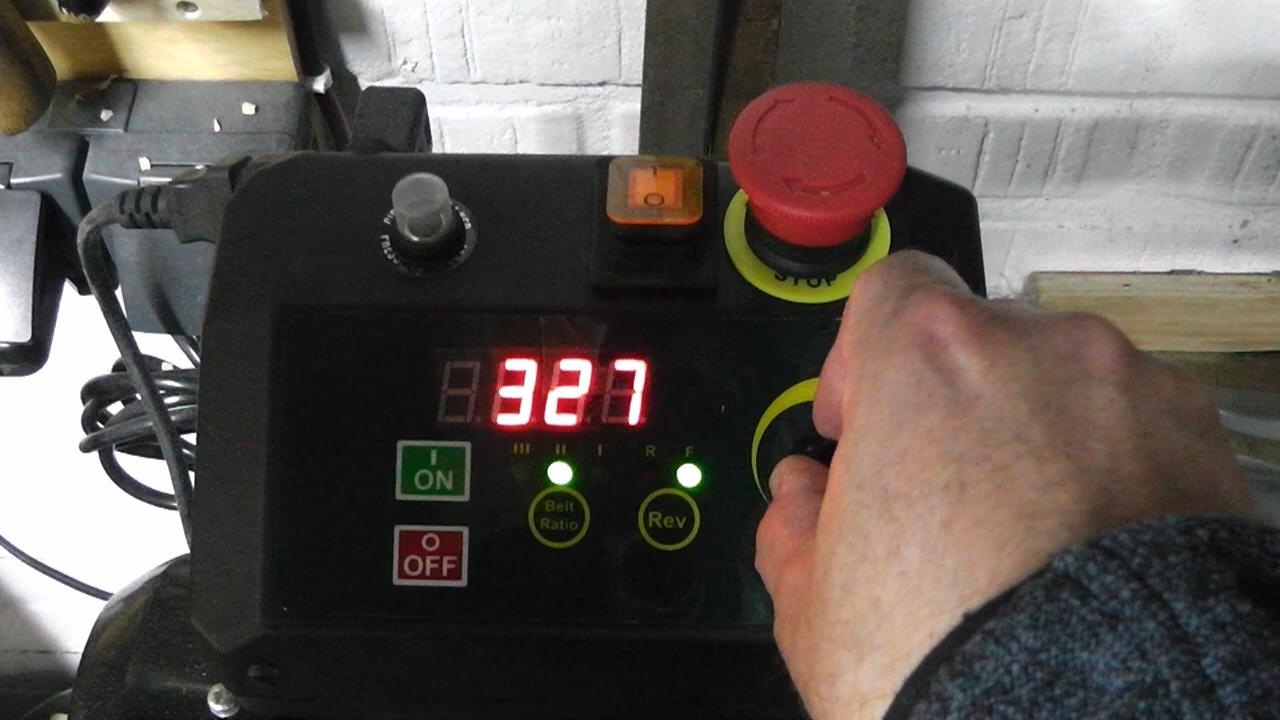 I
O
STOP
327
III II I R F
I
ON
Belt
Ratio
Rev
O
OFF